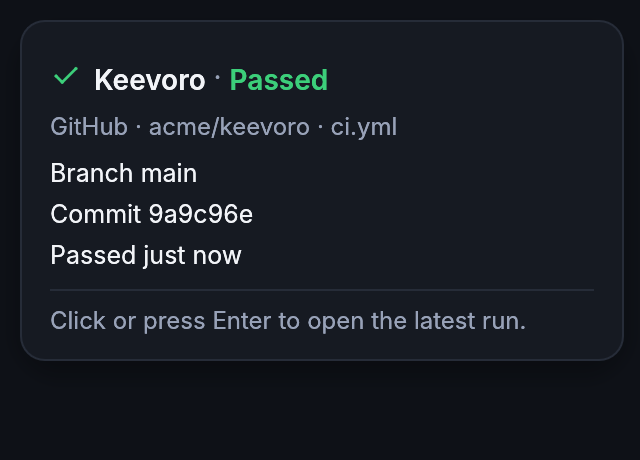 Keevoro · Passed
GitHub · acme/keevoro · ci.yml
Branch main
Commit 9a9c96e
Passed just now
Click or press Enter to open the latest run.